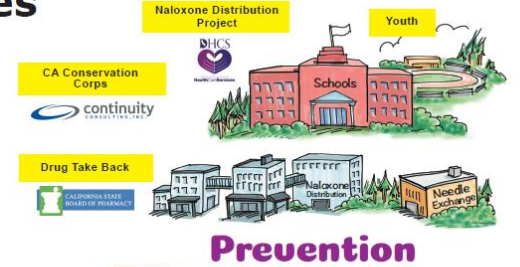 es
Naloxone Distribution
Project
DHCS
Youth
Schools
CA Conservation
Corps
continuity
CONSULTING, INC.
Drug Take Back
CALIFORNIA STATE
BOARD OF PHARMACY
Naloxone
Distribution
Needle
Exchange
Prevention